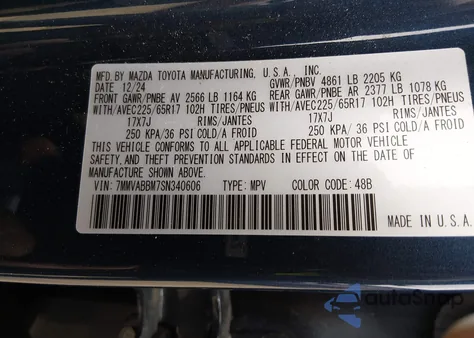 MFD.BY MAZDA TOYOTA MANUFACTURING, U.S.A., INC.
DATE 12/24 GVWR/PNBV 4861 LB 2205 KG
FRONT GAWR/PNBE AV 2566 LB 1164 KG REAR GAWR/PNBE AR 2377 LB 1078 KG
WITH/AVEC225/65R17 102H TIRES/PNEUS WITH/AVEC225/65R17 102H TIRES/PNEUS
17X7J RIMS/JANTES 17X7J RIMS/JANTES
250 KPA/36 PSI COLD/A FROID 250 KPA/36 PSI COLD/A FROID
THIS VEHICLE CONFORMS TO ALL APPLICABLE FEDERAL MOTOR VEHICLE
SAFETY, BUMPER, AND THEFT PREVENTION STANDARDS IN EFFECT ON THE DATE OF
MANUFACTURE SHOWN ABOVE.
VIN: 7MMVABBM7SN340606 TYPE: MPV COLOR CODE: 48B
MADE IN U.S.A.
autoSnap